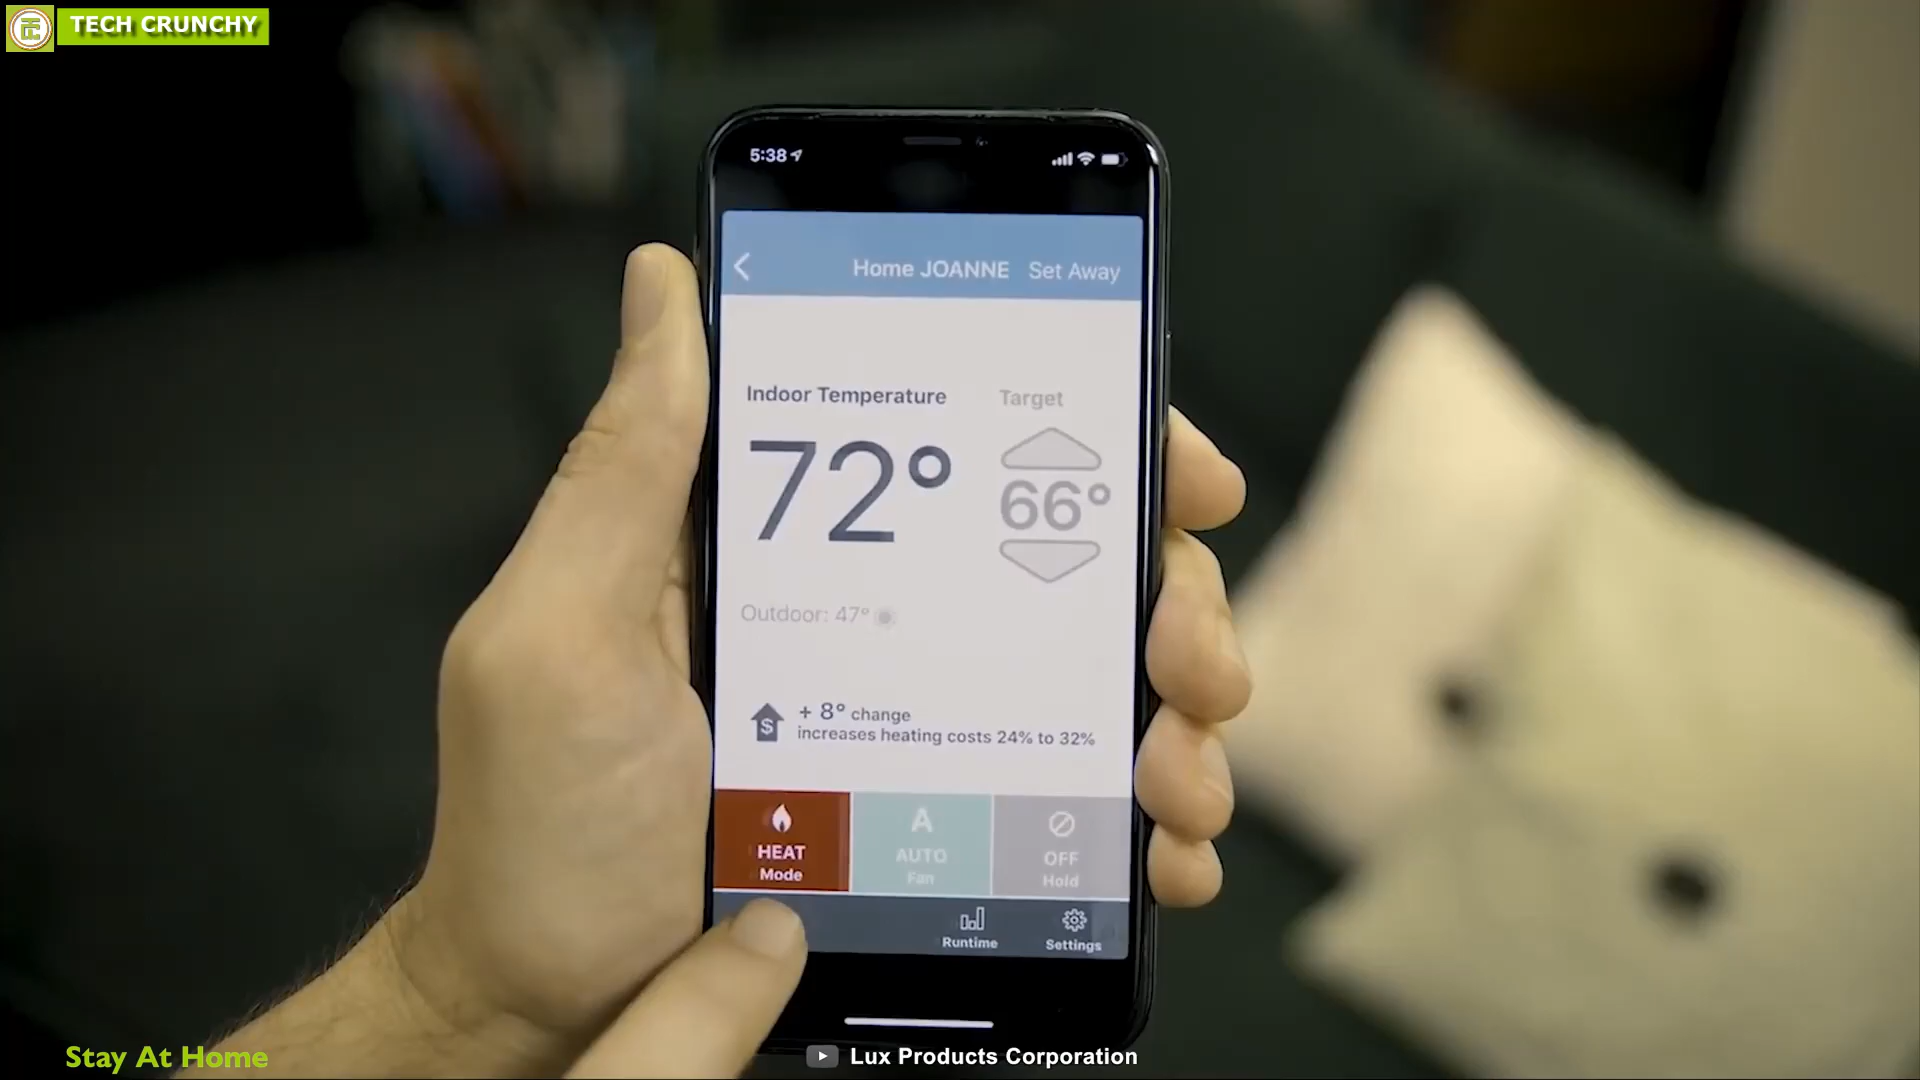 TECH CRUNCHY
5:38
Home JOANNE Set Away
Indoor Temperature
Target
72°
66°
Outdoor: 47°
$
+ 8° change
increases heating costs 24% to 32%
HEAT
Mode
A
AUTO
Fan
OFF
Hold
Runtime
Settings
Stay At Home
Lux Products Corporation